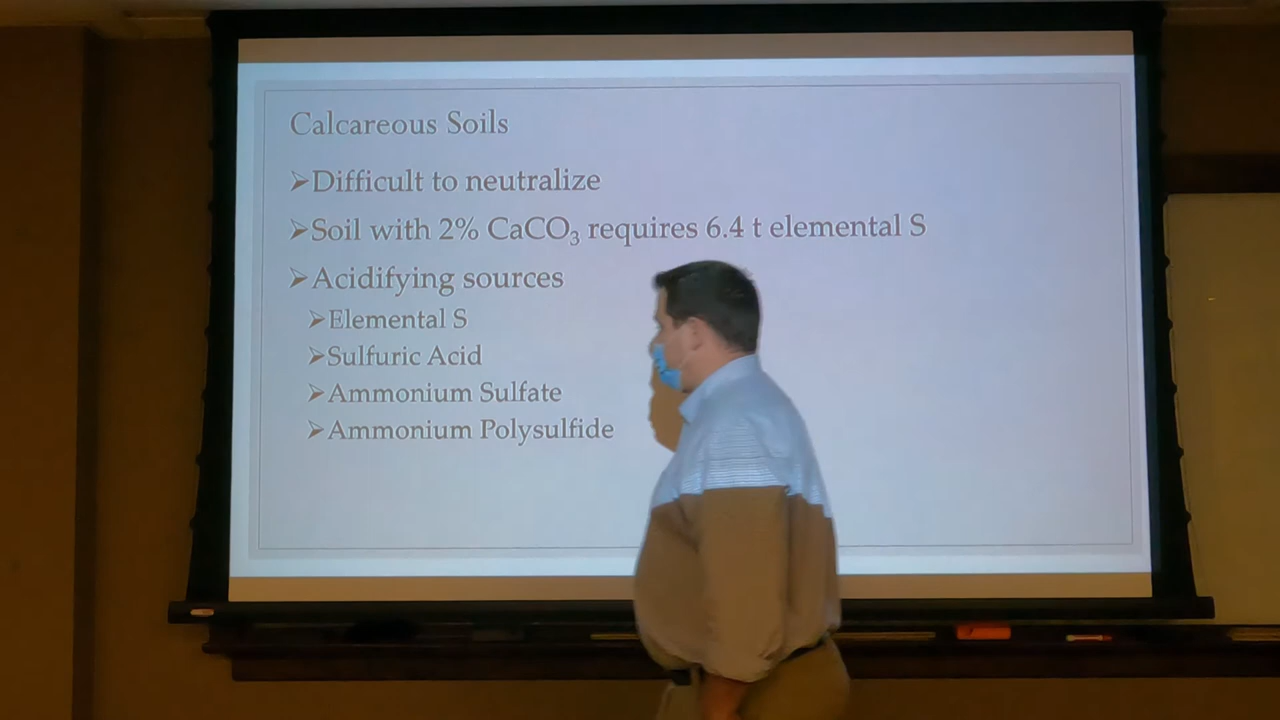 Calcareous Soils
➢Difficult to neutralize
➢Soil with 2% CaCO₃ requires 6.4 t elemental S
➢Acidifying sources
➢Elemental S
➢Sulfuric Acid
➢Ammonium Sulfate
➢Ammonium Polysulfide